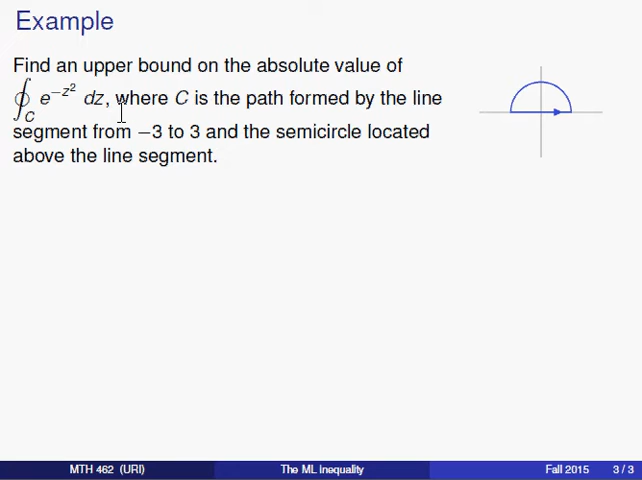 Example
Find an upper bound on the absolute value of
∮_C e^{−z²} dz, where C is the path formed by the line
segment from −3 to 3 and the semicircle located
above the line segment.
MTH 462 (URI) The ML Inequality Fall 2015 3 / 3